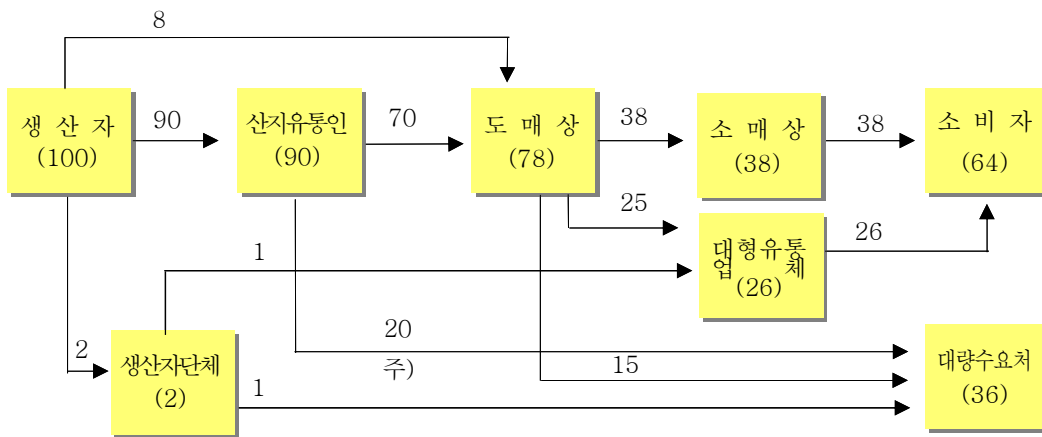 8
생 산 자
(100)
90
산지유통인
(90)
70
도 매 상
(78)
38
소 매 상
(38)
38
소 비 자
(64)
25
대형유통
업 체
(26)
26
1
2
생산자단체
(2)
20
주)
15
1
대량수요처
(36)